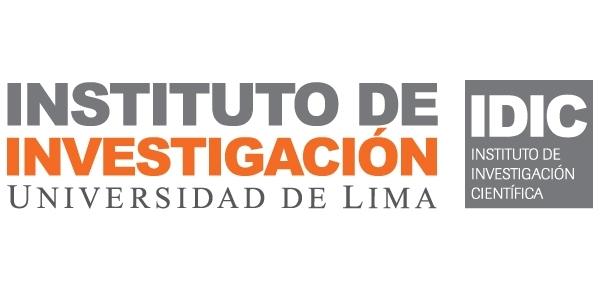 INSTITUTO DE
INVESTIGACIÓN
UNIVERSIDAD DE LIMA
IDIC
INSTITUTO DE
INVESTIGACIÓN
CIENTÍFICA